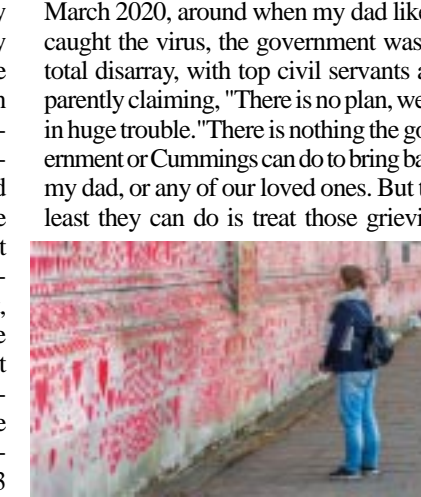 y
y
e
n
-
-
d
e
t
-
,
e
t
-
e
-
3
March 2020, around when my dad like
caught the virus, the government was
total disarray, with top civil servants a
parently claiming, "There is no plan, we
in huge trouble."There is nothing the go
ernment or Cummings can do to bring ba
my dad, or any of our loved ones. But t
least they can do is treat those grievi